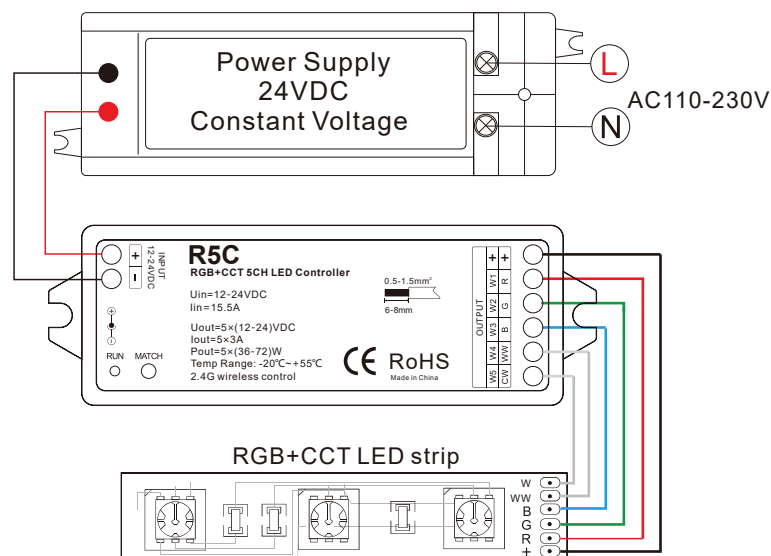 Power Supply
24VDC
Constant Voltage
L
N
AC110-230V
+
-
INPUT
12-24VDC
R5C
RGB+CCT 5CH LED Controller
Uin=12-24VDC
Iin=15.5A
Uout=5×(12-24)VDC
Iout=5×3A
Pout=5×(36-72)W
Temp Range: -20℃~+55℃
2.4G wireless control
0.5-1.5mm²
6-8mm
CE RoHS
Made in China
RUN MATCH
OUTPUT
+ +
W1 R
W2 G
W3 B
W4 WW
W5 CW
RGB+CCT LED strip
W
WW
B
G
R
+